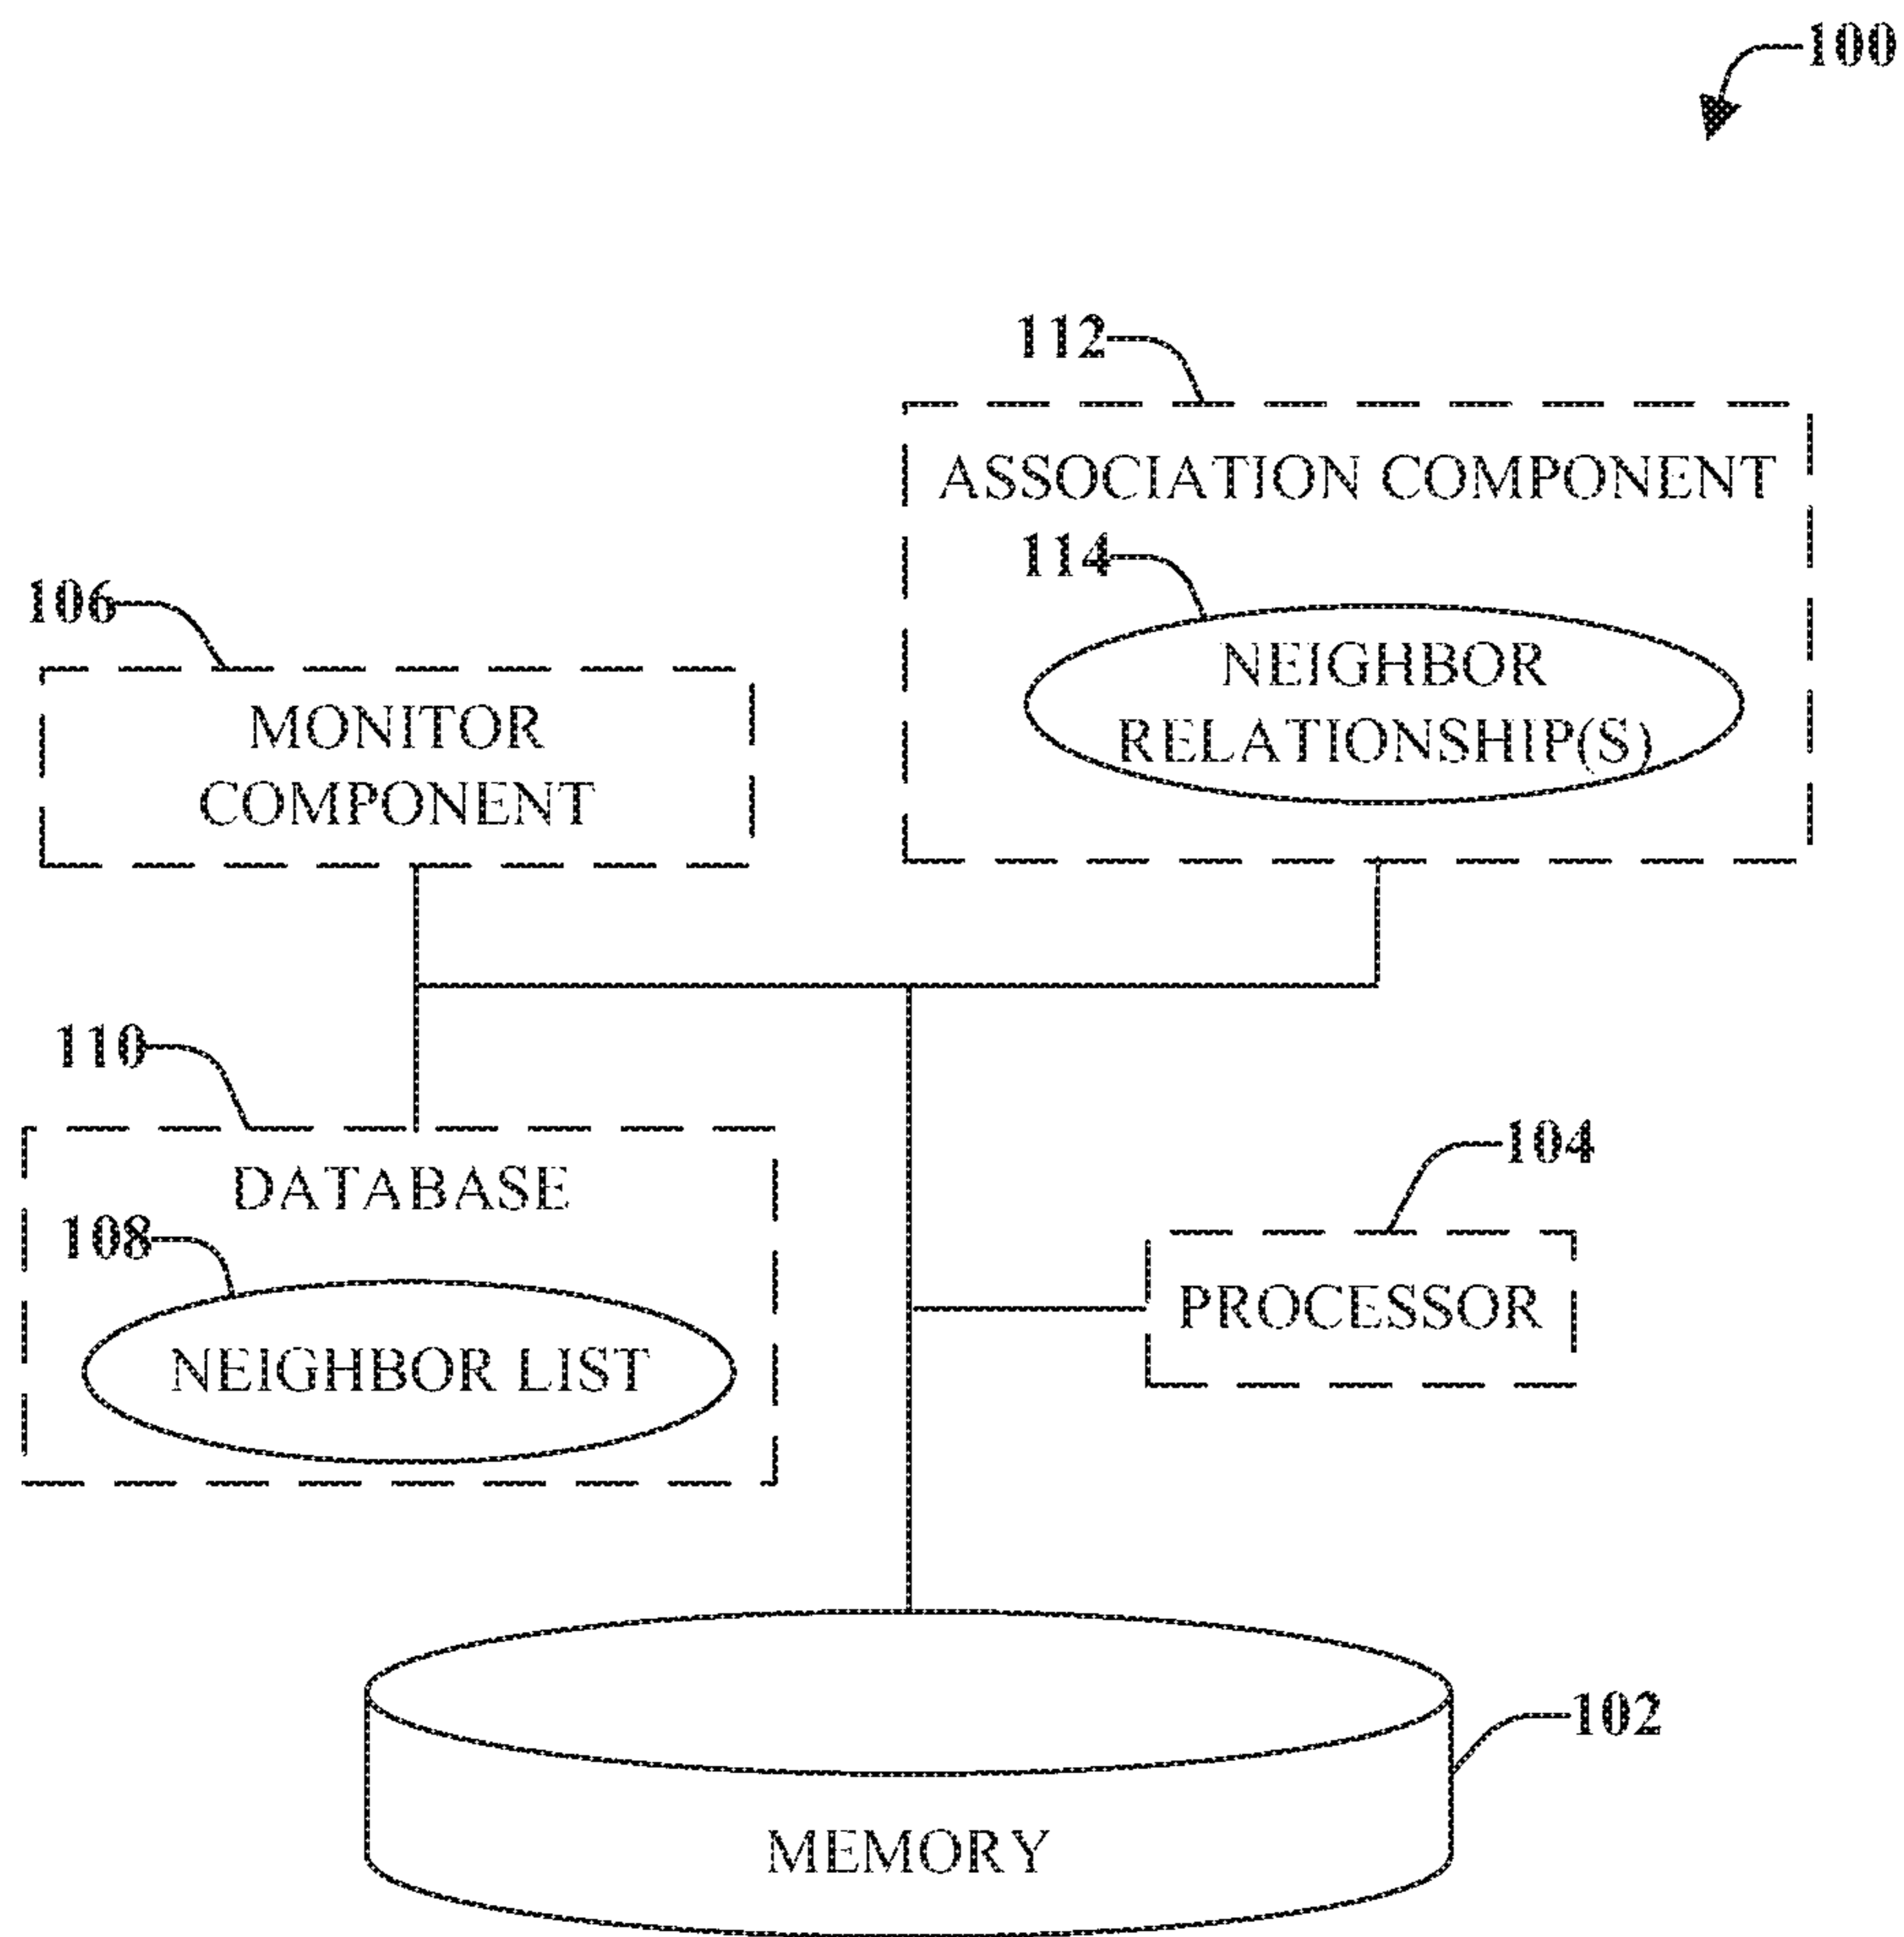 100
112
ASSOCIATION COMPONENT
114
NEIGHBOR
RELATIONSHIP(S)
106
MONITOR
COMPONENT
110
DATABASE
108
NEIGHBOR LIST
104
PROCESSOR
102
MEMORY